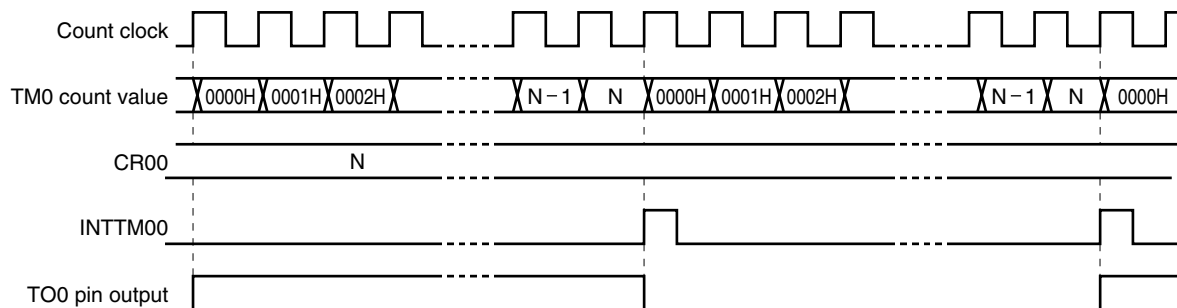 Count clock
TM0 count value 0000H 0001H 0002H N−1 N 0000H 0001H 0002H N−1 N 0000H
CR00 N
INTTM00
TO0 pin output